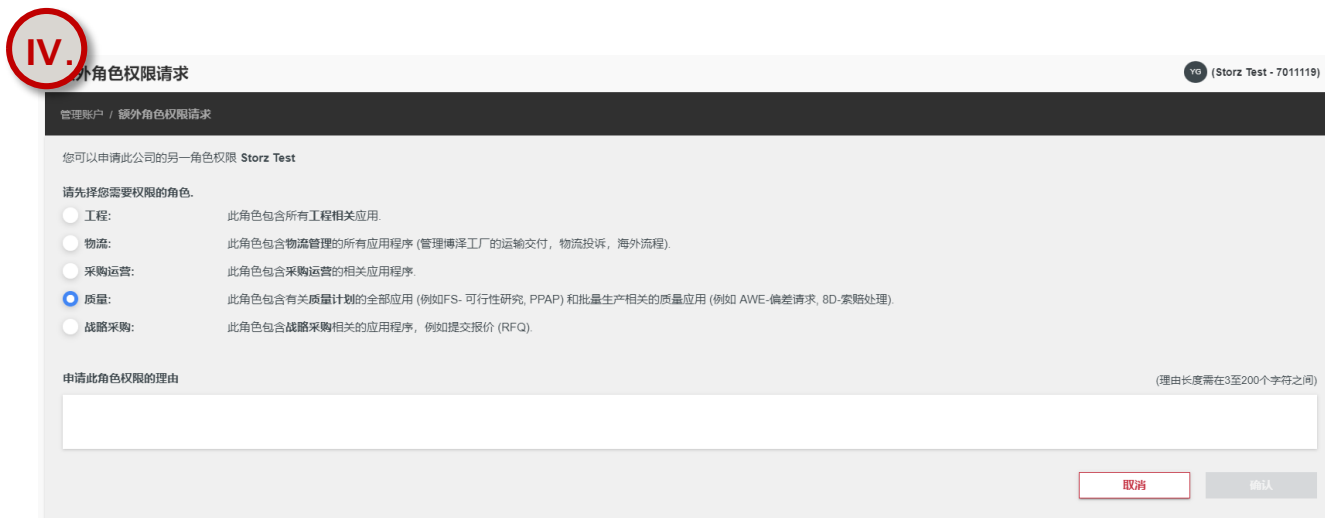 IV.
外角色权限请求
YG (Storz Test - 7011119)
管理账户 / 额外角色权限请求
您可以申请此公司的另一角色权限 Storz Test
请先择您需要权限的角色.
工程: 此角色包含所有工程相关应用.
物流: 此角色包含物流管理的所有应用程序 (管理博泽工厂的运输交付，物流投诉，海外流程).
采购运营: 此角色包含采购运营的相关应用程序.
质量: 此角色包含有关质量计划的全部应用 (例如FS- 可行性研究, PPAP) 和批量生产相关的质量应用 (例如 AWE-偏差请求, 8D-索赔处理).
战略采购: 此角色包含战略采购相关的应用程序，例如提交报价 (RFQ).
申请此角色权限的理由 (理由长度需在3至200个字符之间)
取消 确认